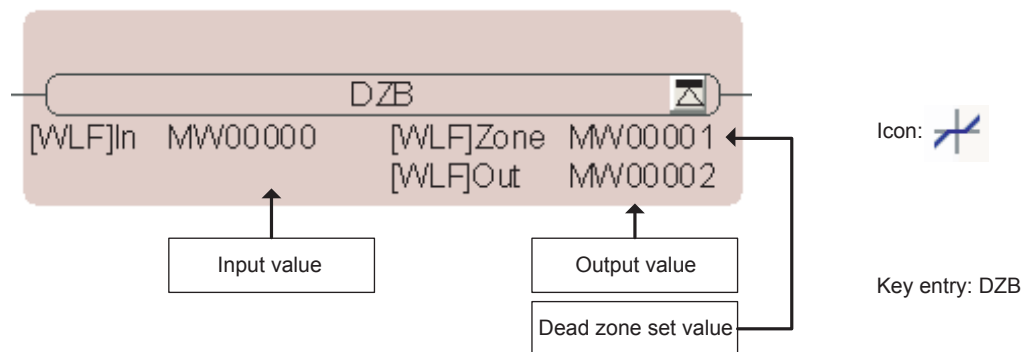 DZB
[WLF]In MW00000 [WLF]Zone MW00001
[WLF]Out MW00002
Input value
Output value
Dead zone set value
Icon:
Key entry: DZB